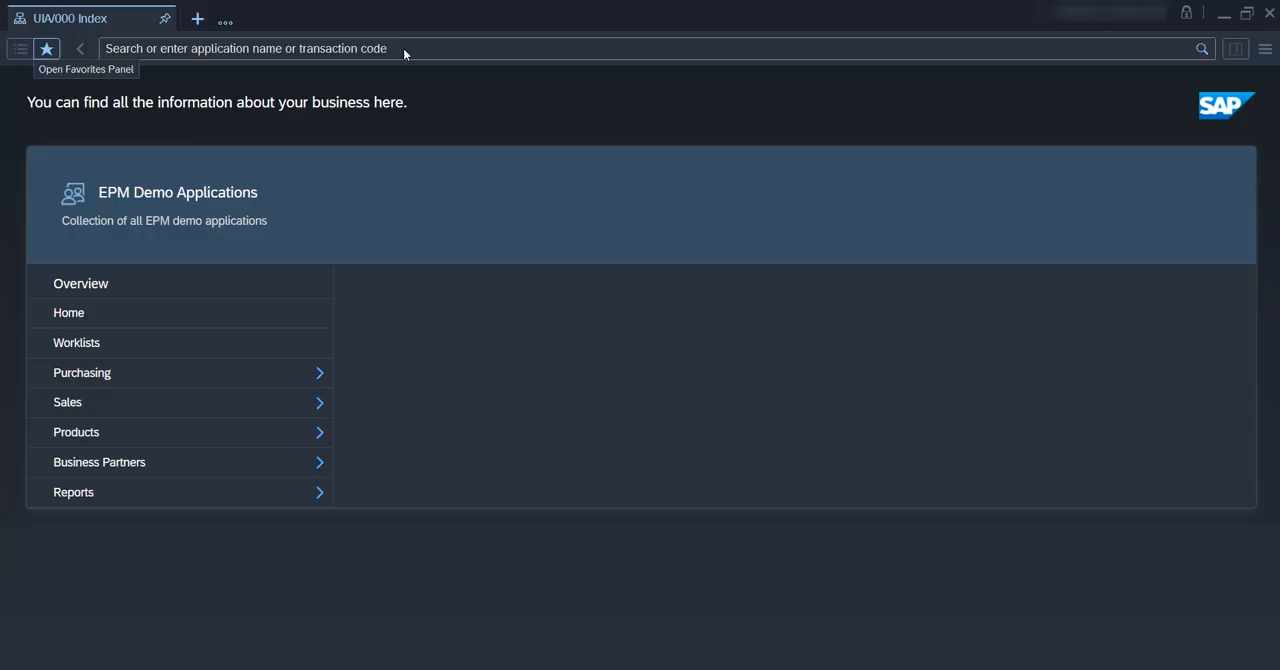 UIA/000 Index
Search or enter application name or transaction code
Open Favorites Panel
You can find all the information about your business here.
SAP
EPM Demo Applications
Collection of all EPM demo applications
Overview
Home
Worklists
Purchasing
Sales
Products
Business Partners
Reports